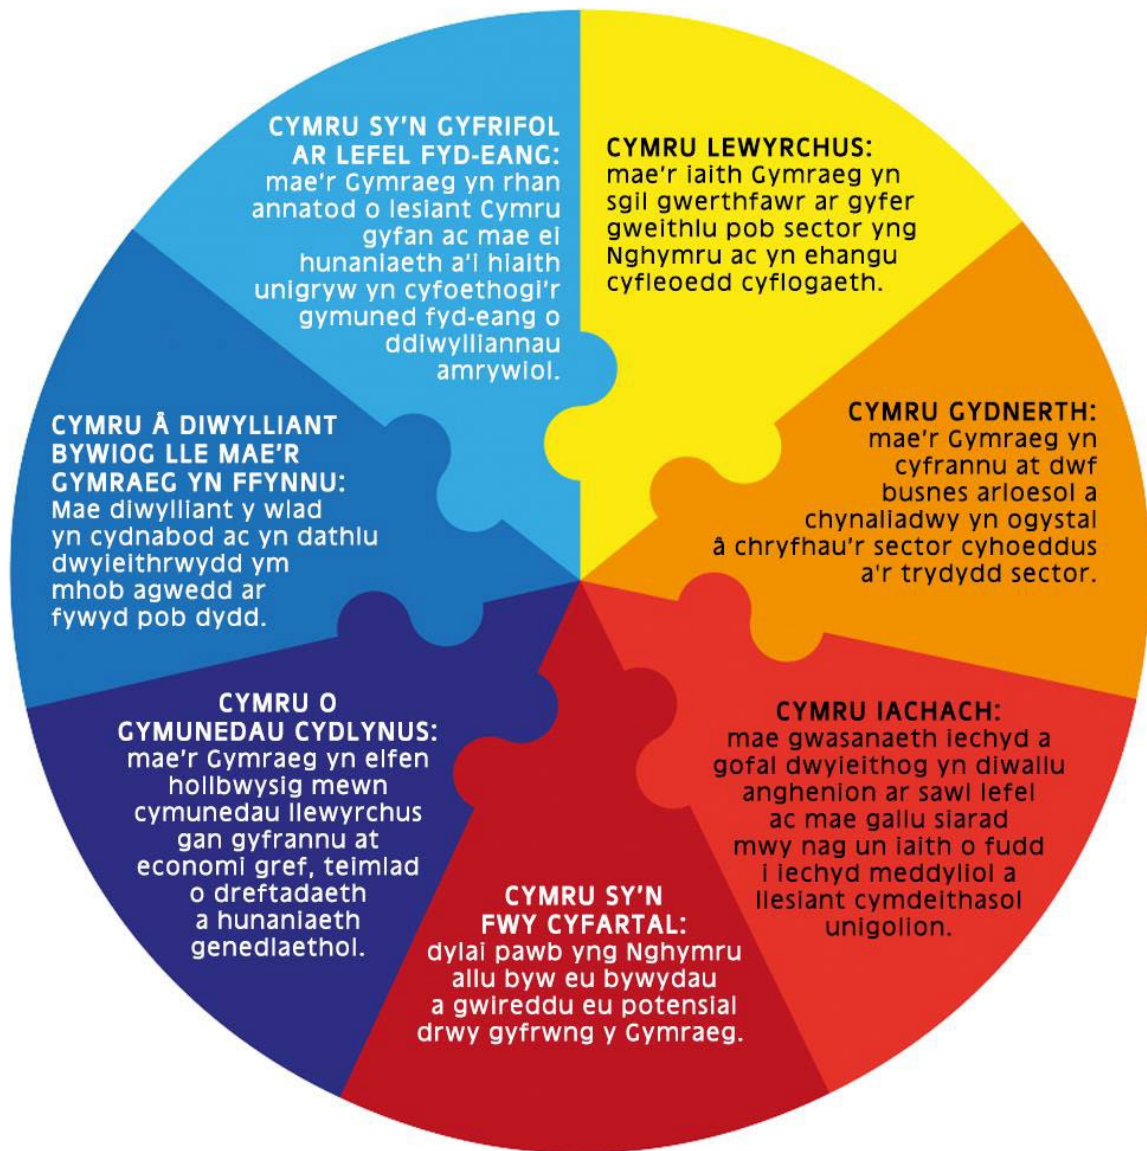 CYMRU SY'N GYFRIFOL
AR LEFEL FYD-EANG:
mae'r Gymraeg yn rhan
annatod o lesiant Cymru
gyfan ac mae ei
hunaniaeth a'i hiaith
unigryw yn cyfoethogi'r
gymuned fyd-eang o
ddiwylliannau
amrywiol.
CYMRU LEWYRCHUS:
mae'r iaith Gymraeg yn
sgil gwerthfawr ar gyfer
gweithlu pob sector yng
Nghymru ac yn ehangu
cyfleoedd cyflogaeth.
CYMRU GYDNERTH:
mae'r Gymraeg yn
cyfrannu at dwf
busnes arloesol a
chynaliadwy yn ogystal
â chryfhau'r sector cyhoeddus
a'r trydydd sector.
CYMRU IACHACH:
mae gwasanaeth iechyd a
gofal dwyieithog yn diwallu
anghenion ar sawl lefel
ac mae gallu siarad
mwy nag un iaith o fudd
i iechyd meddyliol a
llesiant cymdeithasol
unigolion.
CYMRU SY'N
FWY CYFARTAL:
dylai pawb yng Nghymru
allu byw eu bywydau
a gwireddu eu potensial
drwy gyfrwng y Gymraeg.
CYMRU O
GYMUNEDAU CYDLYNUS:
mae'r Gymraeg yn elfen
hollbwysig mewn
cymunedau llewyrchus
gan gyfrannu at
economi gref, teimlad
o dreftadaeth
a hunaniaeth
genedlaethol.
CYMRU Â DIWYLLIANT
BYWIOG LLE MAE'R
GYMRAEG YN FFYNNU:
Mae diwylliant y wlad
yn cydnabod ac yn dathlu
dwyieithrwydd ym
mhob agwedd ar
fywyd pob dydd.